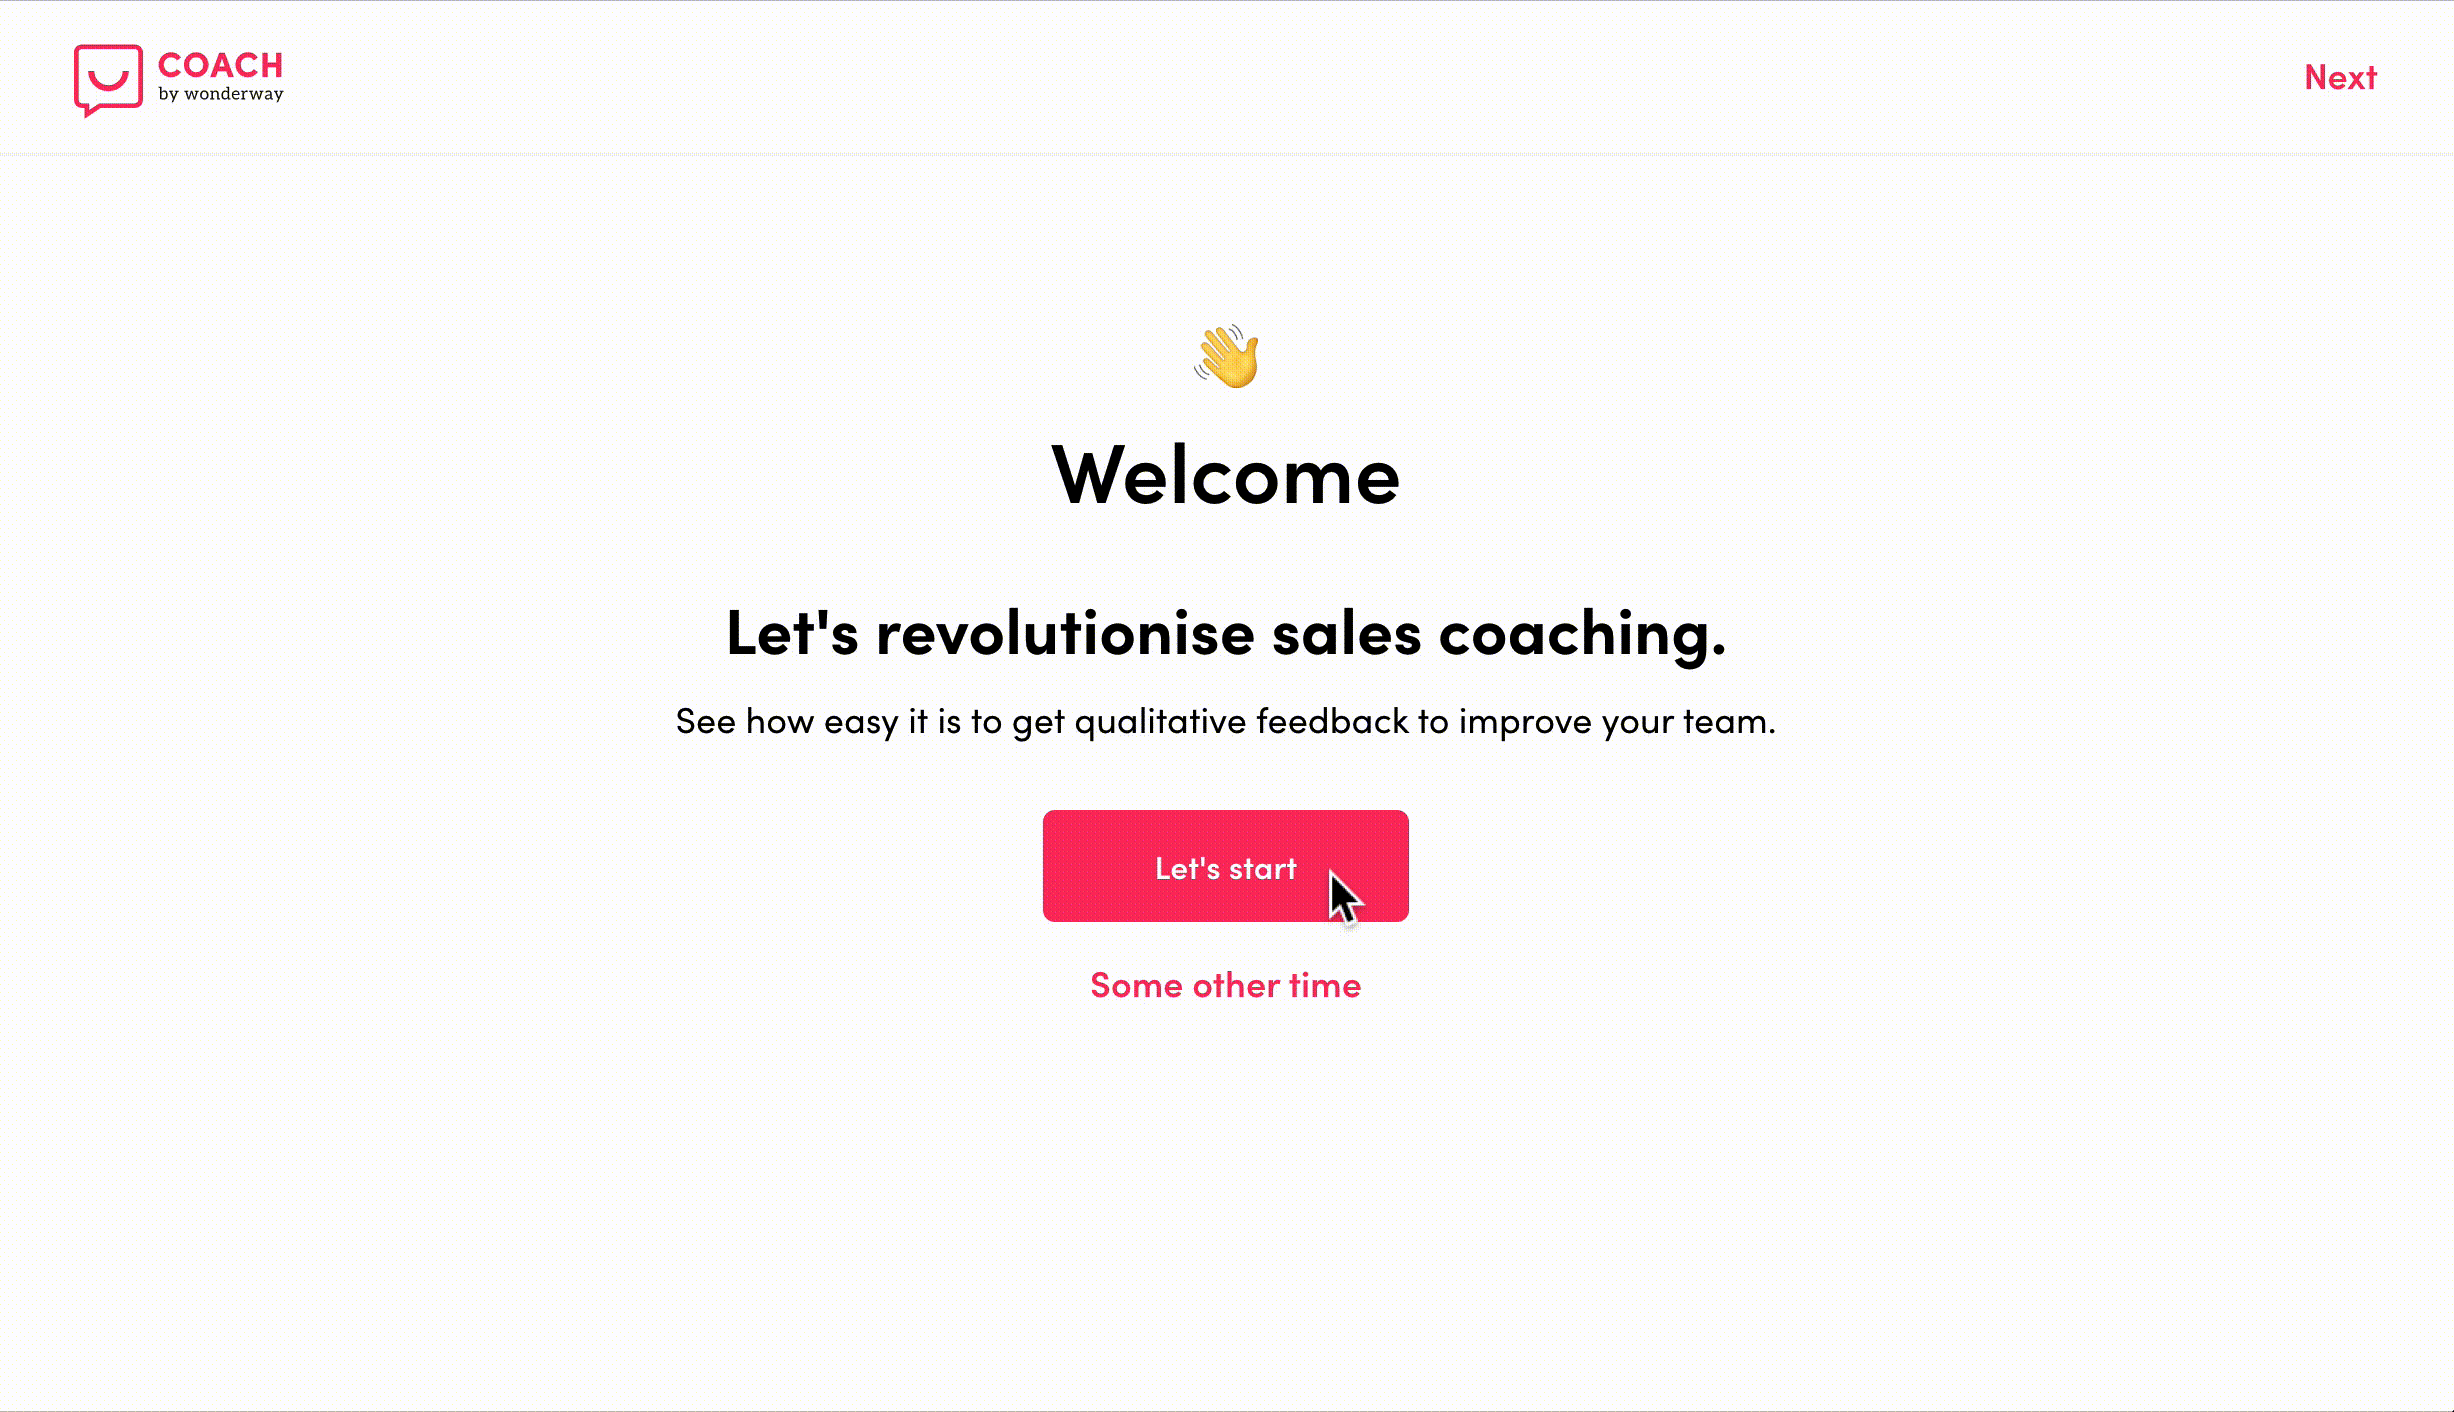 COACH
by wonderway
Next
Welcome
Let's revolutionise sales coaching.
See how easy it is to get qualitative feedback to improve your team.
Let's start
Some other time